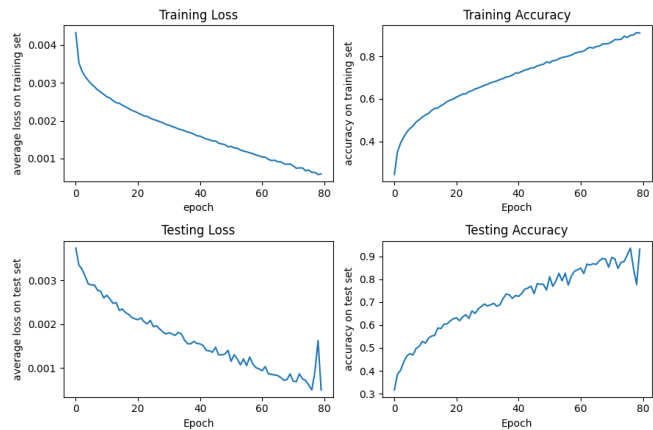 Training Loss
average loss on training set
0.004
0.003
0.002
0.001
0 20 40 60 80
epoch
Training Accuracy
accuracy on training set
0.8
0.6
0.4
0 20 40 60 80
Epoch
Testing Loss
average loss on test set
0.003
0.002
0.001
0 20 40 60 80
Epoch
Testing Accuracy
accuracy on test set
0.9
0.8
0.7
0.6
0.5
0.4
0.3
0 20 40 60 80
Epoch